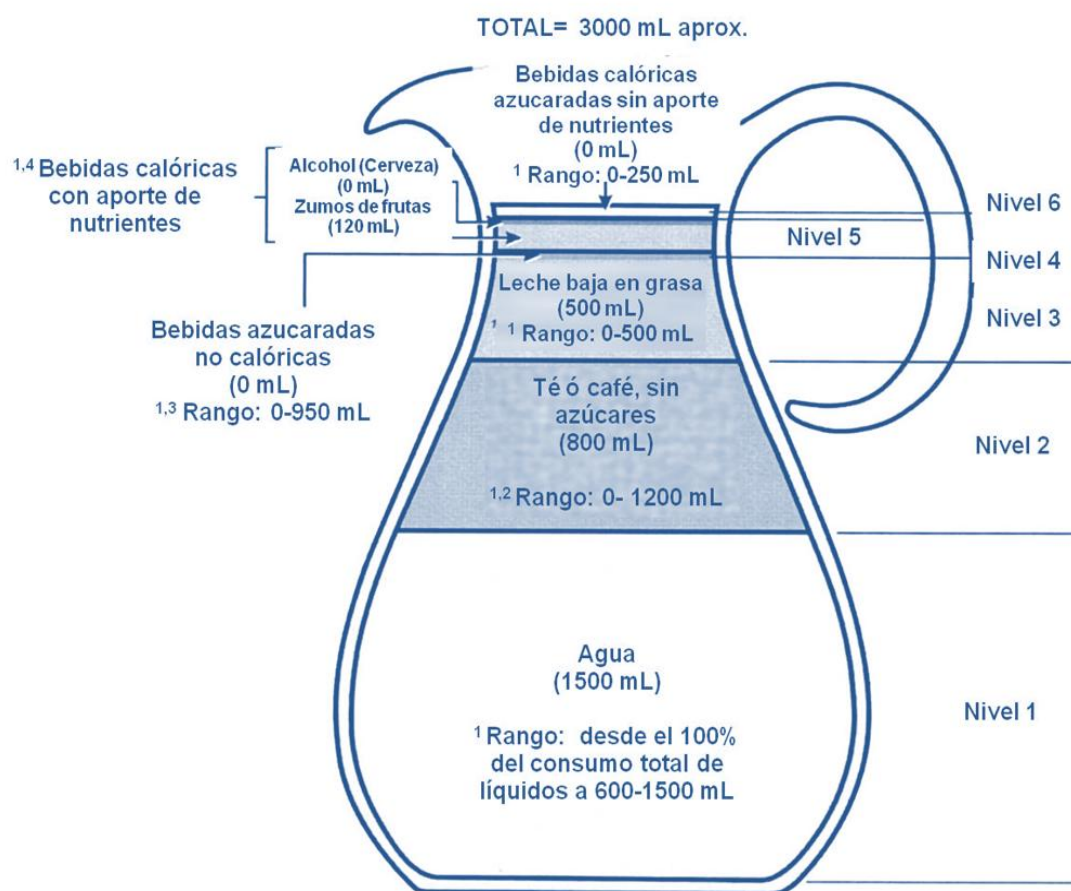 TOTAL= 3000 mL aprox.
Bebidas calóricas
azucaradas sin aporte
de nutrientes
(0 mL)
¹ Rango: 0-250 mL
¹,⁴ Bebidas calóricas
con aporte de
nutrientes
Alcohol (Cerveza)
(0 mL)
Zumos de frutas
(120 mL)
Nivel 6
Nivel 5
Nivel 4
Leche baja en grasa
(500 mL)
¹ ¹ Rango: 0-500 mL
Nivel 3
Bebidas azucaradas
no calóricas
(0 mL)
¹,³ Rango: 0-950 mL
Té ó café, sin
azúcares
(800 mL)
¹,² Rango: 0- 1200 mL
Nivel 2
Agua
(1500 mL)
¹ Rango: desde el 100%
del consumo total de
líquidos a 600-1500 mL
Nivel 1